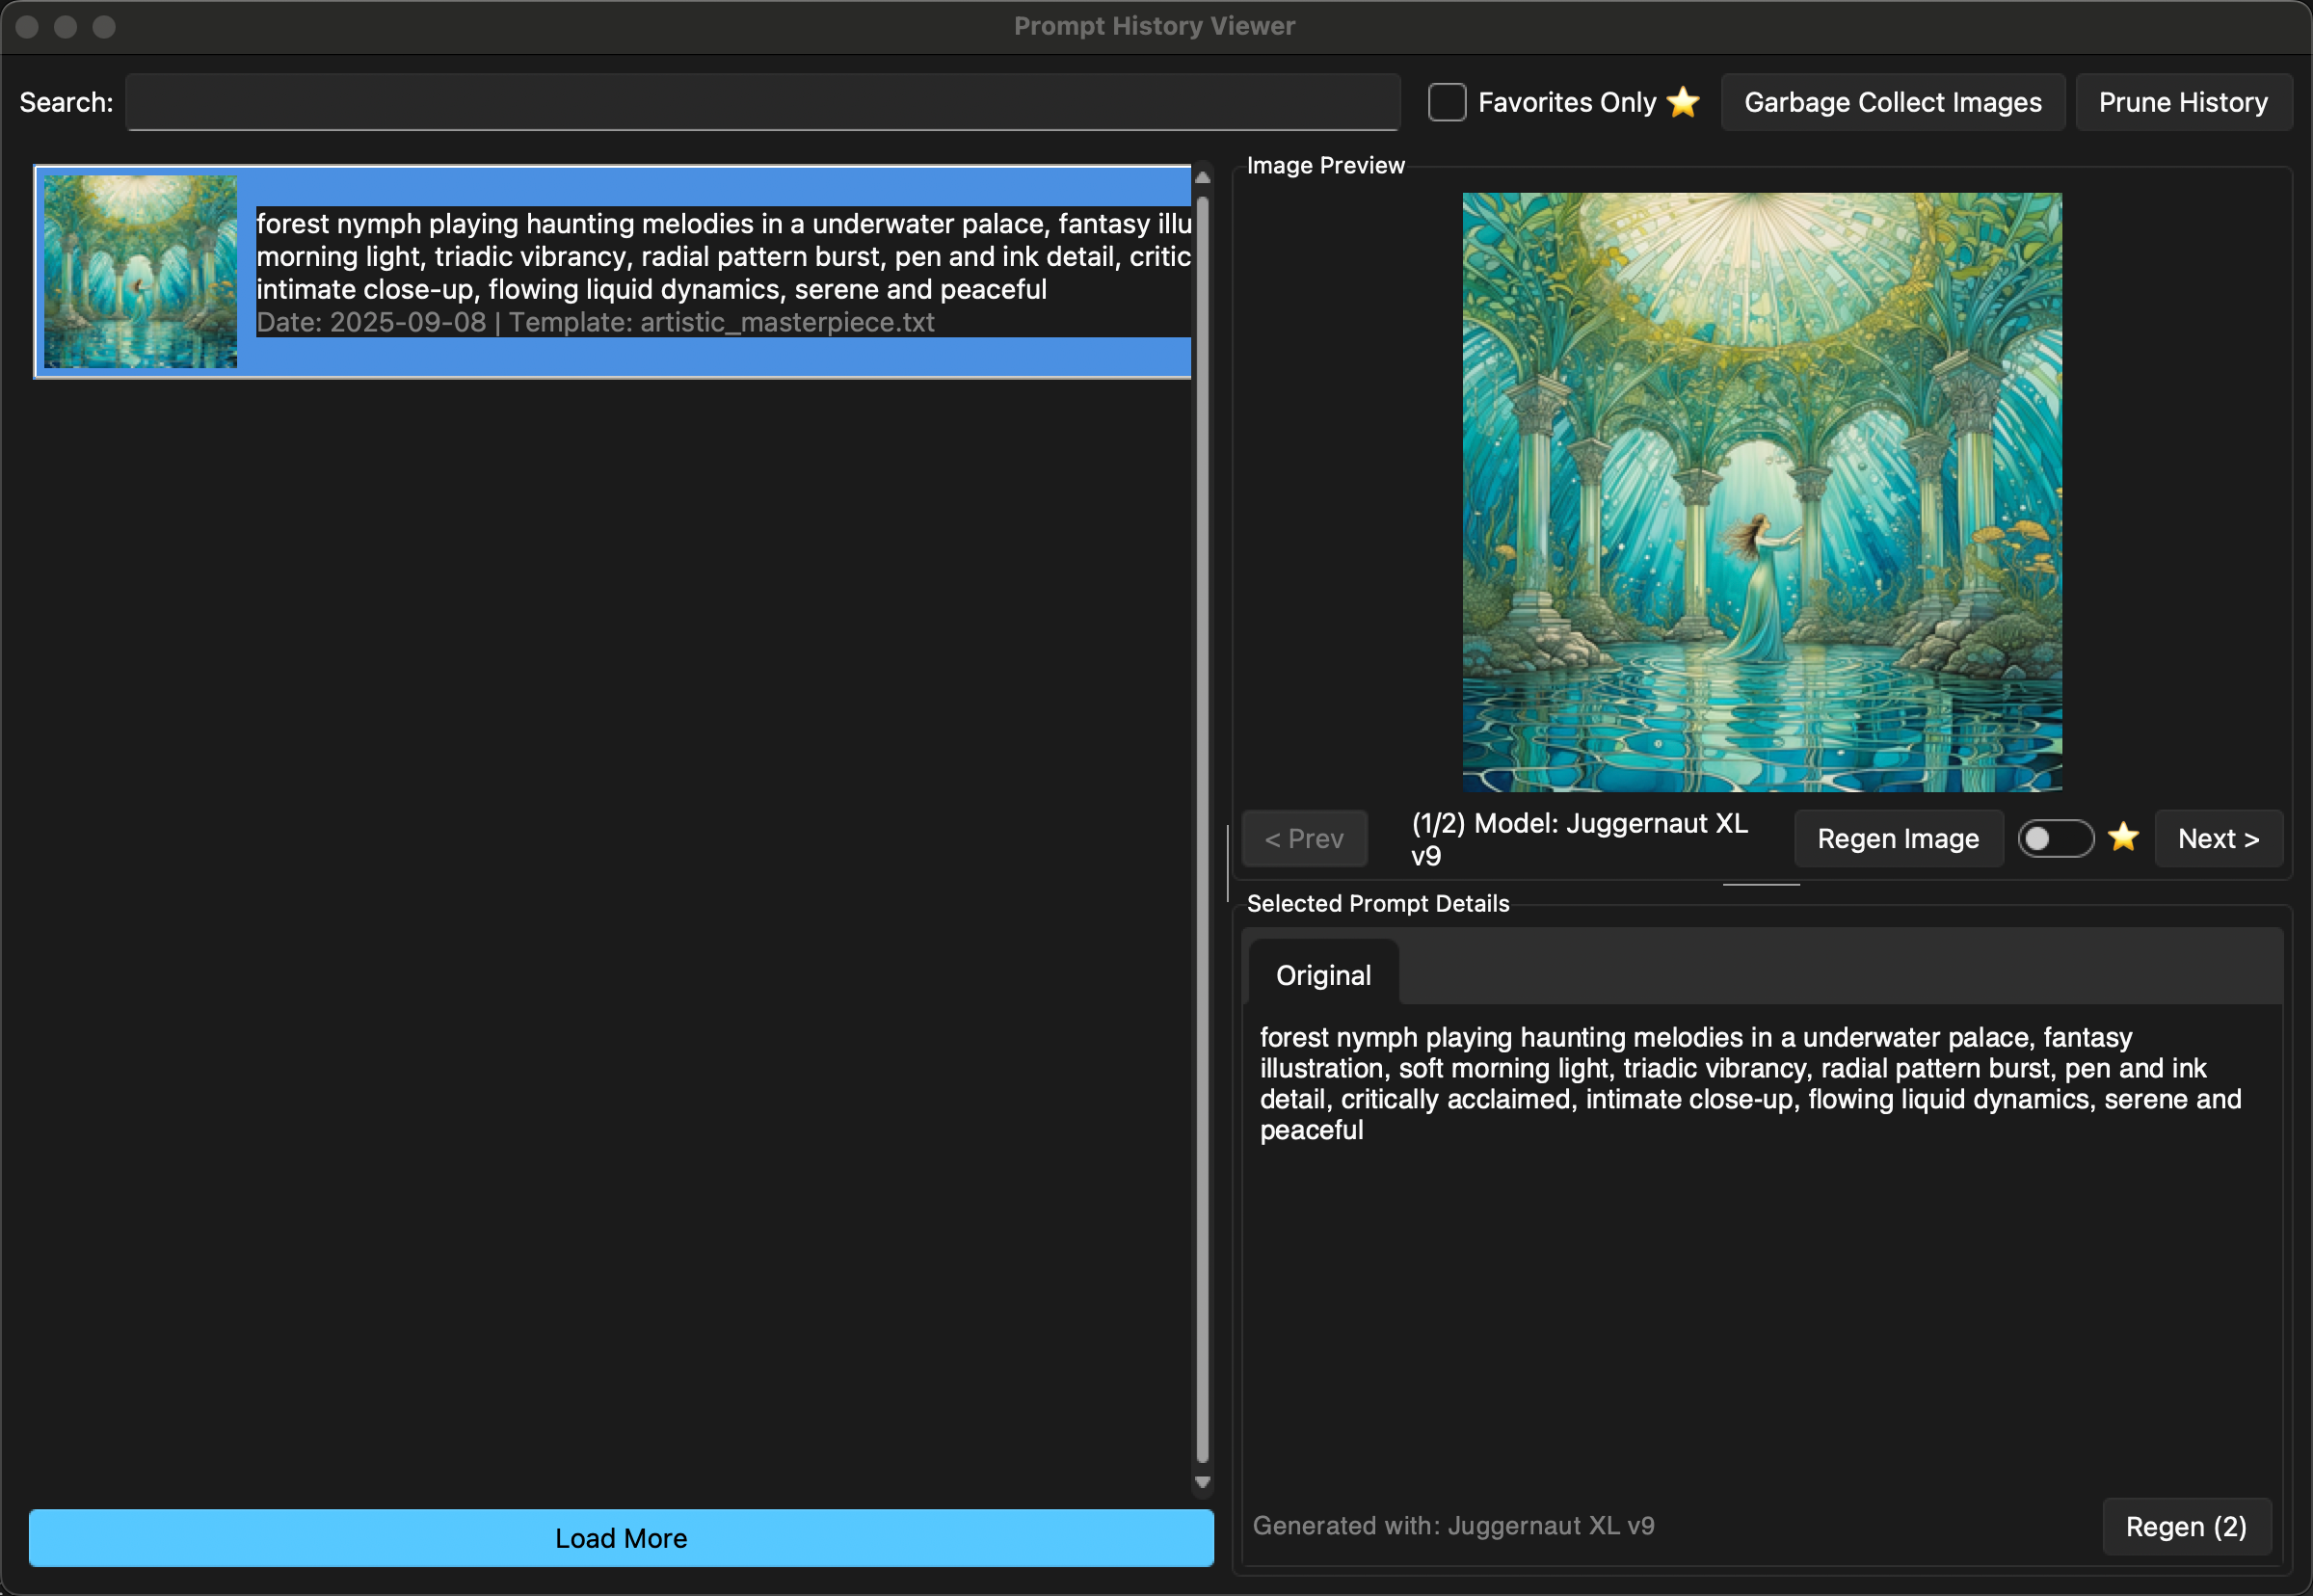 Prompt History Viewer
Search:
Favorites Only ⭐
Garbage Collect Images
Prune History
forest nymph playing haunting melodies in a underwater palace, fantasy illu
morning light, triadic vibrancy, radial pattern burst, pen and ink detail, critic
intimate close-up, flowing liquid dynamics, serene and peaceful
Date: 2025-09-08 | Template: artistic_masterpiece.txt
Load More
Image Preview
< Prev
(1/2) Model: Juggernaut XL
v9
Regen Image
⭐
Next >
Selected Prompt Details
Original
forest nymph playing haunting melodies in a underwater palace, fantasy
illustration, soft morning light, triadic vibrancy, radial pattern burst, pen and ink
detail, critically acclaimed, intimate close-up, flowing liquid dynamics, serene and
peaceful
Generated with: Juggernaut XL v9
Regen (2)